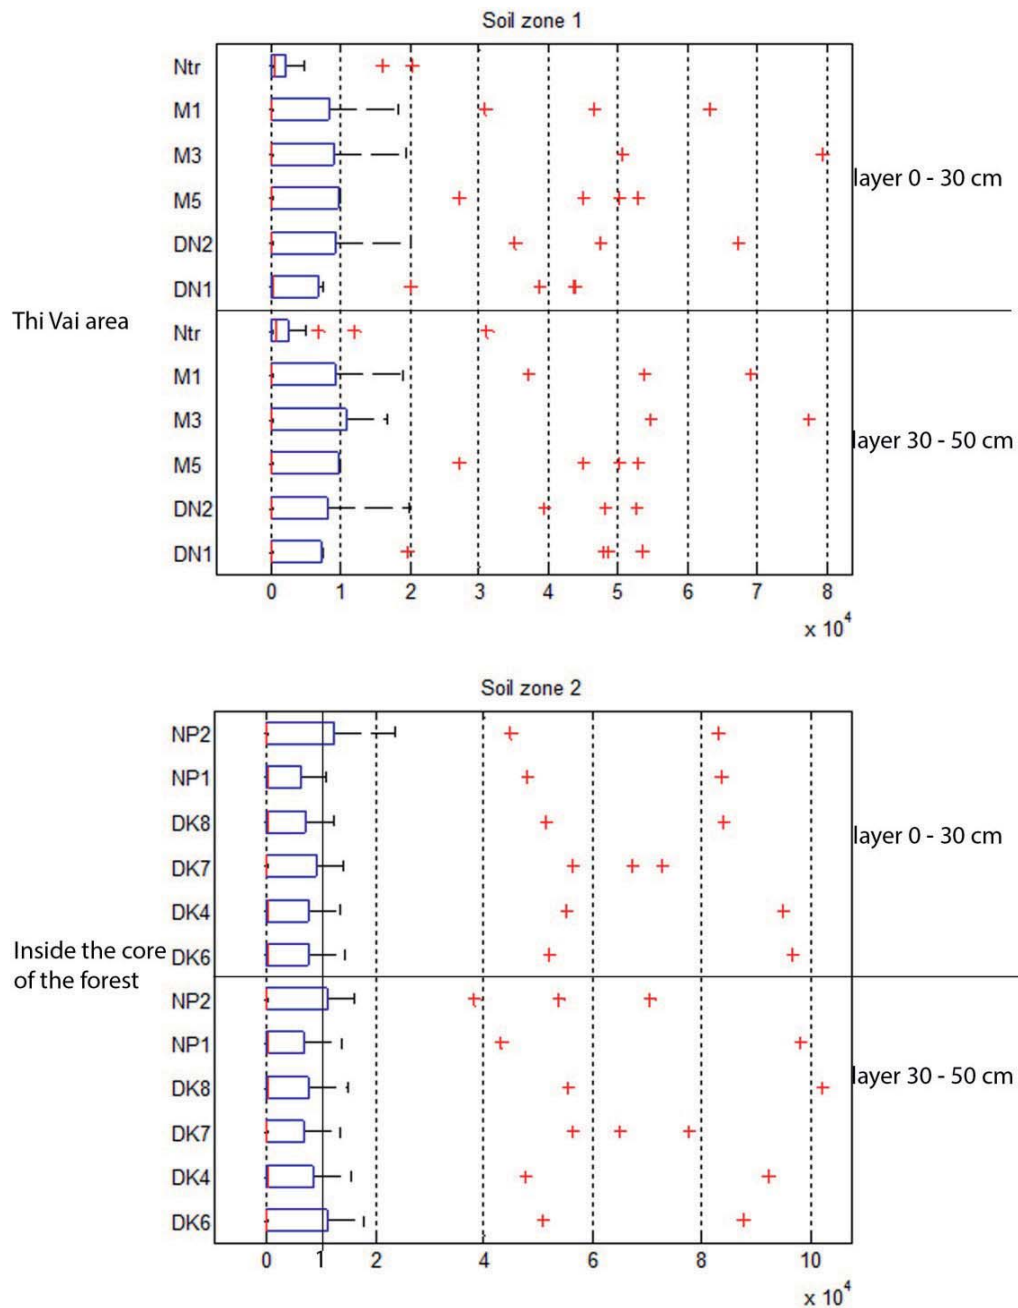 Soil zone 1
Ntr
M1
M3
M5
DN2
DN1
layer 0 - 30 cm
Thi Vai area
Ntr
M1
M3
M5
DN2
DN1
layer 30 - 50 cm
0 1 2 3 4 5 6 7 8
x 10⁴
Soil zone 2
NP2
NP1
DK8
DK7
DK4
DK6
layer 0 - 30 cm
Inside the core
of the forest
NP2
NP1
DK8
DK7
DK4
DK6
layer 30 - 50 cm
0 1 2 4 6 8 10
x 10⁴